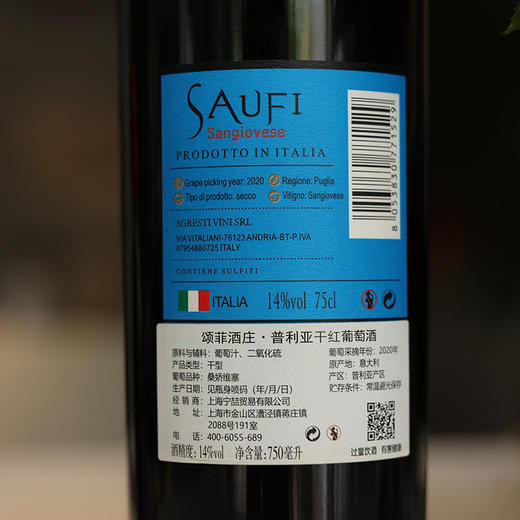 SAUFI
Sangiovese
PRODOTTO IN ITALIA
Grape picking year: 2020
Regione: Puglia
Tipo di prodotto: secco
Vitigno: Sangiovese
AGRESTI VINI SRL
VIA VITALIANI-76123 ANDRIA-BT-P.IVA
07954880725 ITALY
CONTIENE SULFITI
ITALIA 14%vol 75cl
8053830771529
颂菲酒庄·普利亚干红葡萄酒
原料与辅料：葡萄汁、二氧化硫
葡萄采摘年份：2020年
产品类型：干型
原产地：意大利
葡萄品种：桑娇维塞
产区：普利亚产区
生产日期：见瓶身喷码（年/月/日）
贮存条件：常温避光保存
经销商：上海宁喆贸易有限公司
地址：上海市金山区漕泾镇蒋庄镇
2088号191室
电话：400-6055-689
酒精度：14%vol 净含量：750毫升
过量饮酒 有害健康